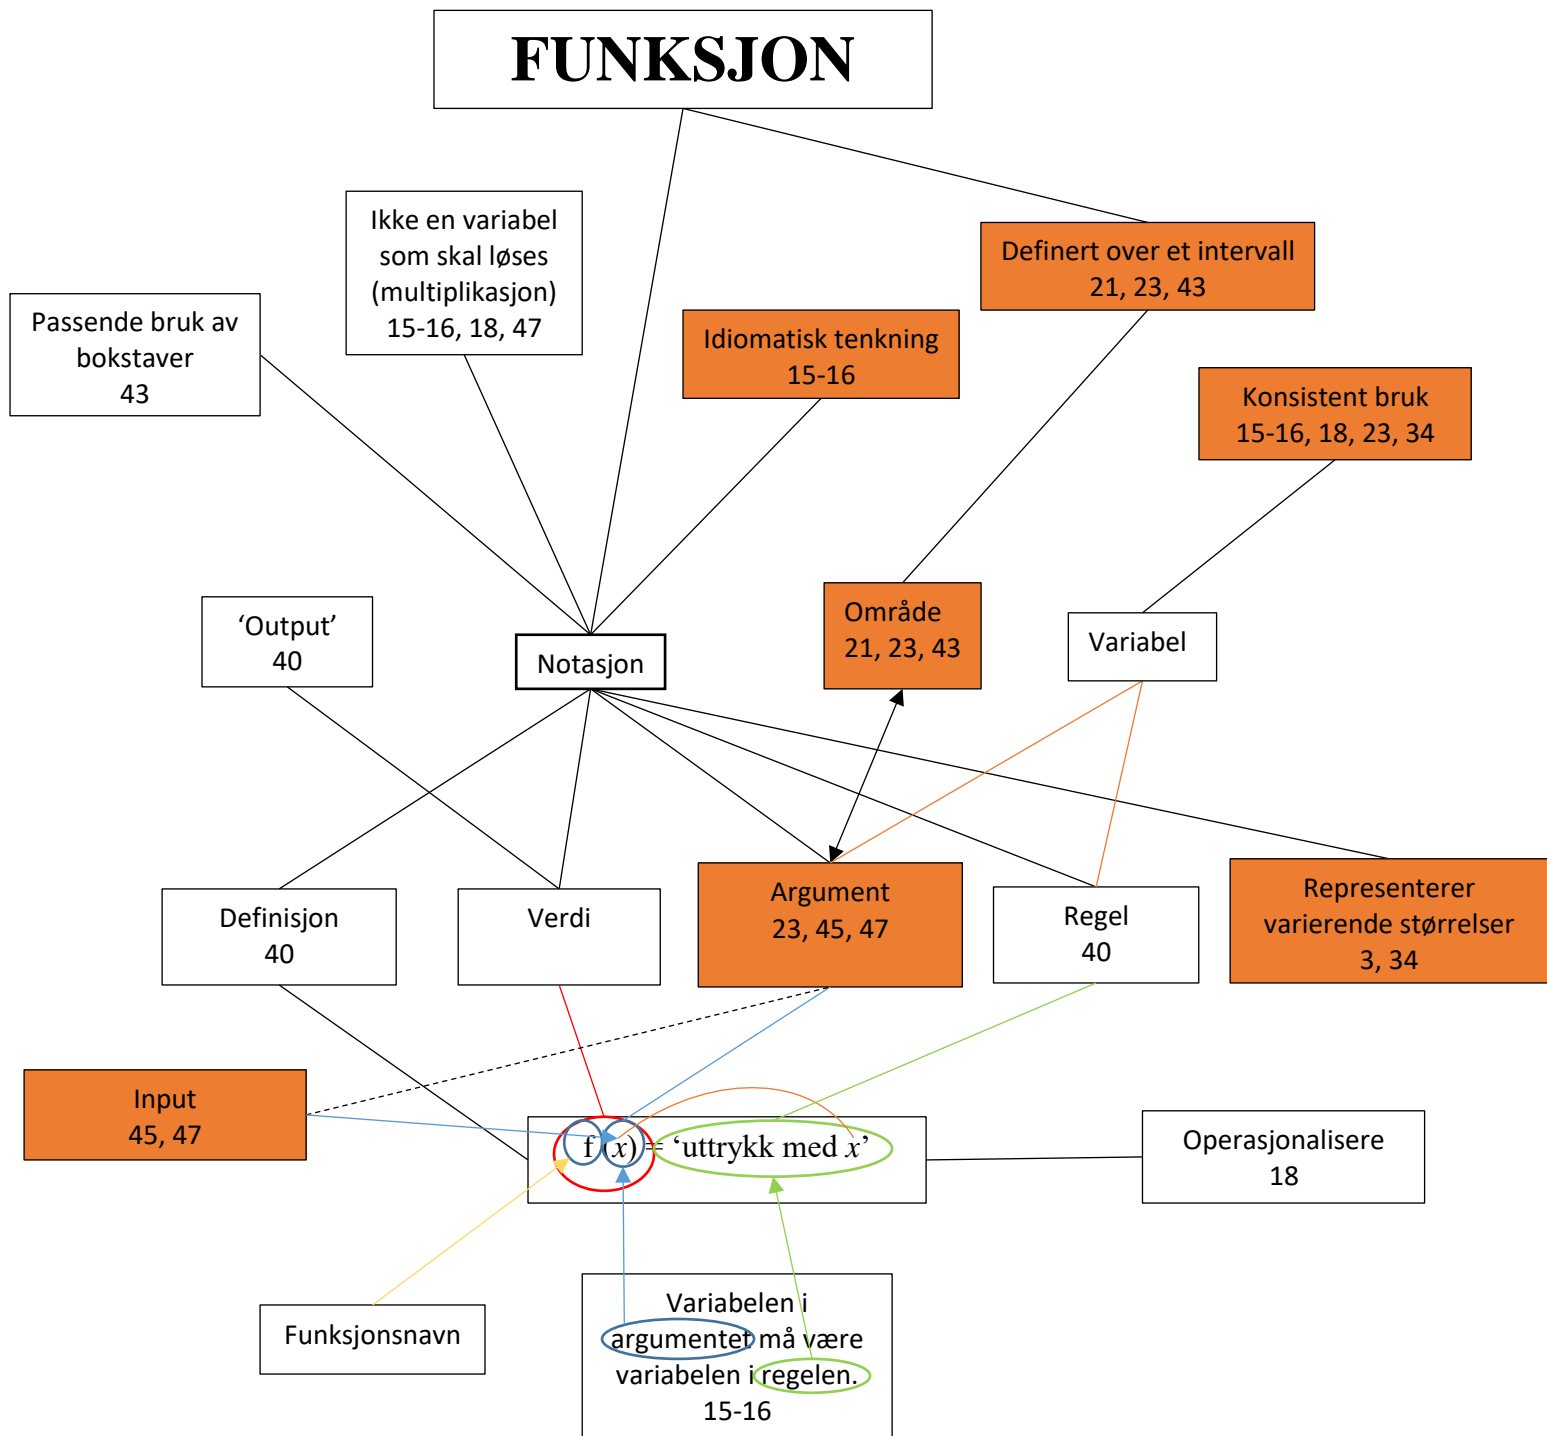 FUNKSJON
Ikke en variabel
som skal løses
(multiplikasjon)
15-16, 18, 47
Definert over et intervall
21, 23, 43
Passende bruk av
bokstaver
43
Idiomatisk tenkning
15-16
Konsistent bruk
15-16, 18, 23, 34
‘Output’
40
Notasjon
Område
21, 23, 43
Variabel
Definisjon
40
Verdi
Argument
23, 45, 47
Regel
40
Representerer
varierende størrelser
3, 34
Input
45, 47
f (x) = ‘uttrykk med x’
Operasjonalisere
18
Funksjonsnavn
Variabelen i
argumentet må være
variabelen i regelen.
15-16